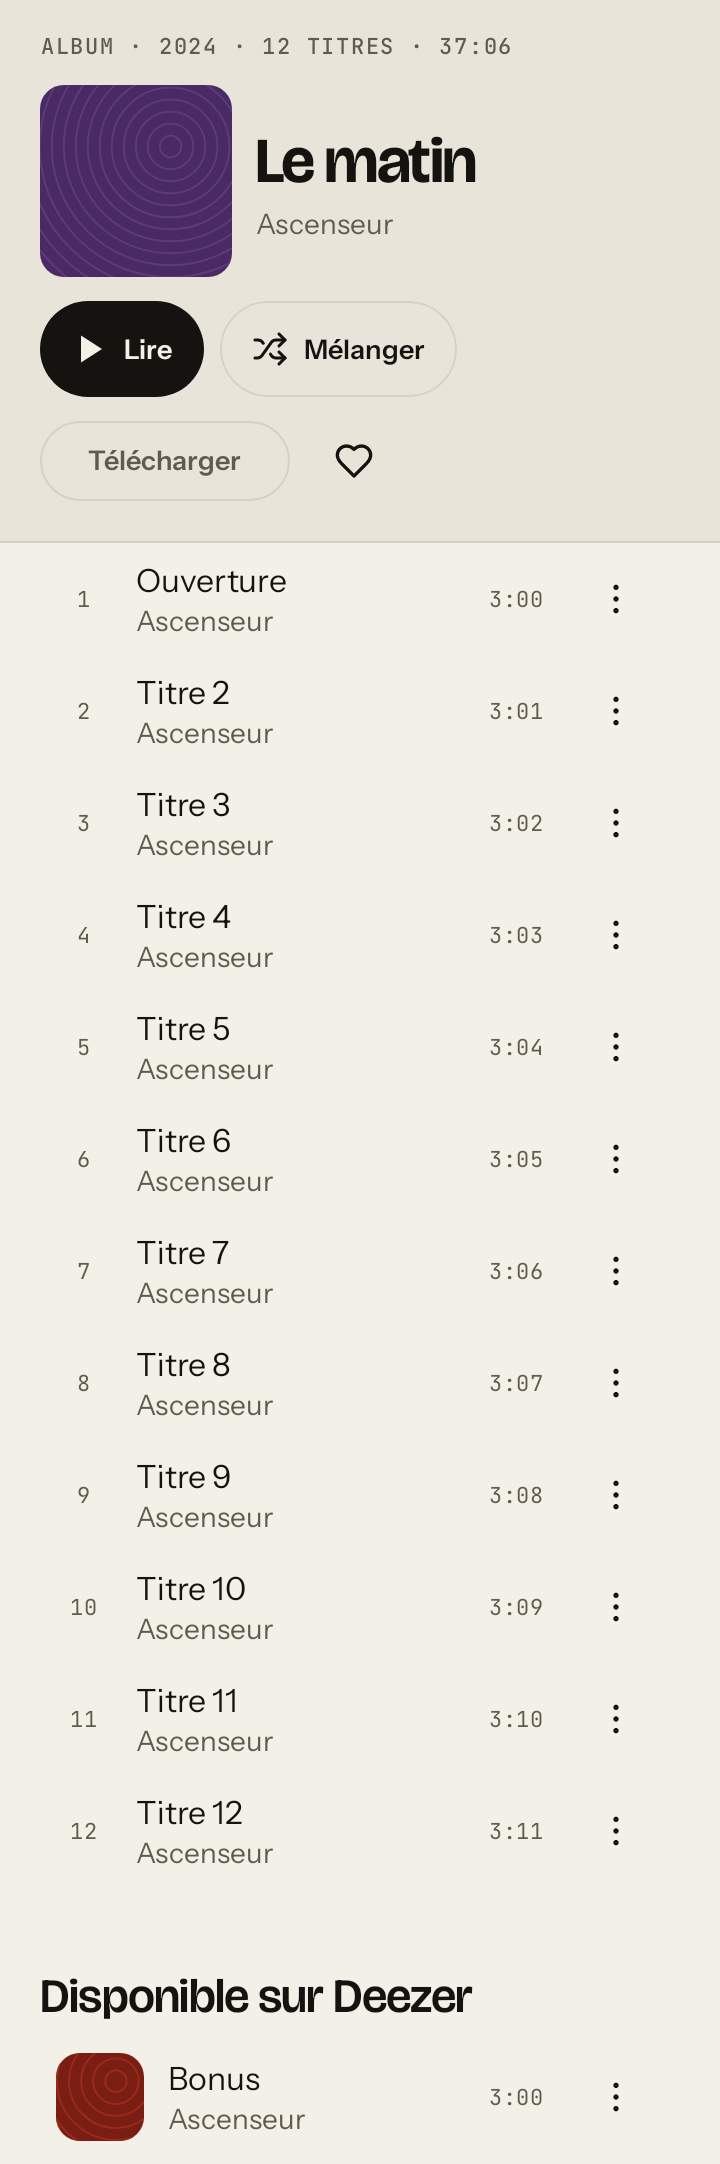 ALBUM · 2024 · 12 TITRES · 37:06
Le matin
Ascenseur
Lire
Mélanger
Télécharger
1 Ouverture 3:00
Ascenseur
2 Titre 2 3:01
Ascenseur
3 Titre 3 3:02
Ascenseur
4 Titre 4 3:03
Ascenseur
5 Titre 5 3:04
Ascenseur
6 Titre 6 3:05
Ascenseur
7 Titre 7 3:06
Ascenseur
8 Titre 8 3:07
Ascenseur
9 Titre 9 3:08
Ascenseur
10 Titre 10 3:09
Ascenseur
11 Titre 11 3:10
Ascenseur
12 Titre 12 3:11
Ascenseur
Disponible sur Deezer
Bonus 3:00
Ascenseur